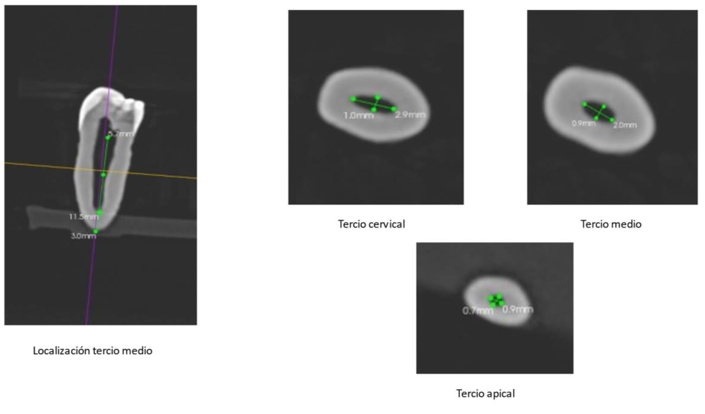 5.7mm
11.5mm
3.0mm
Localización tercio medio
1.0mm
2.9mm
Tercio cervical
0.9mm
2.0mm
Tercio medio
0.7mm
0.9mm
Tercio apical